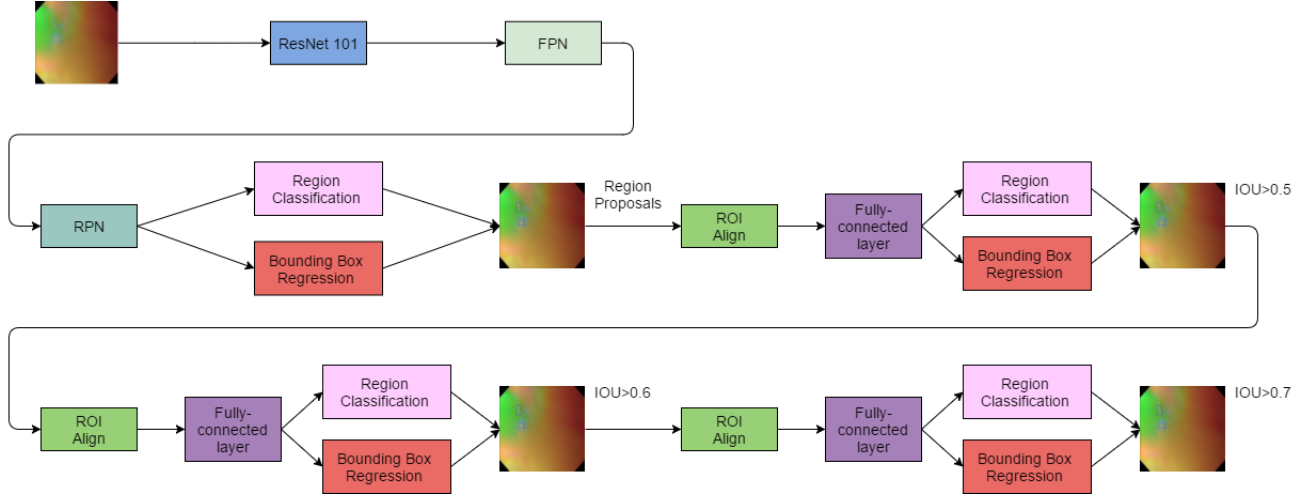 ResNet 101
FPN
RPN
Region
Classification
Bounding Box
Regression
Region
Proposals
ROI
Align
Fully-
connected
layer
Region
Classification
Bounding Box
Regression
IOU>0.5
ROI
Align
Fully-
connected
layer
Region
Classification
Bounding Box
Regression
IOU>0.6
ROI
Align
Fully-
connected
layer
Region
Classification
Bounding Box
Regression
IOU>0.7